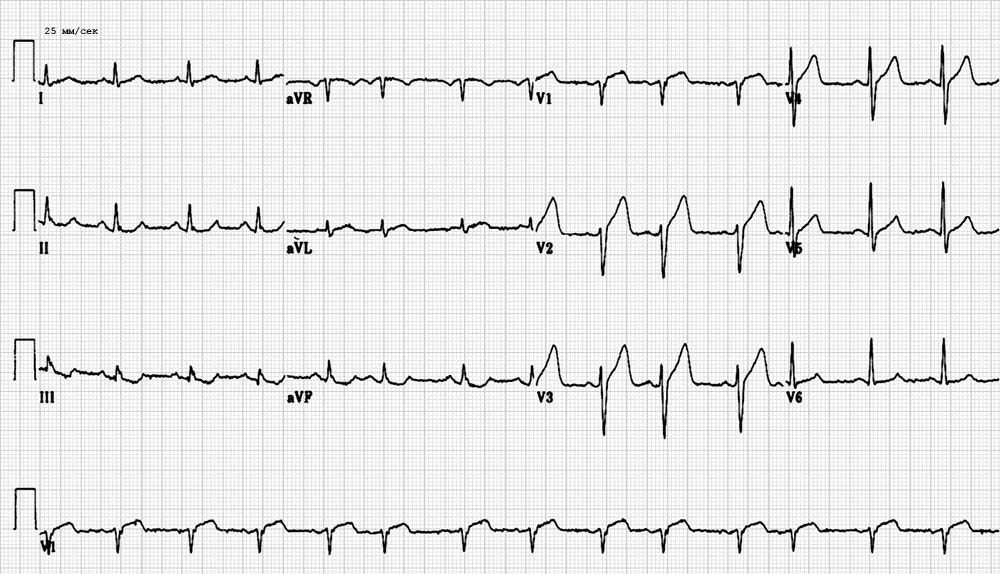 25 мм/сек
I aVR V1 V4
II aVL V2 V5
III aVF V3 V6
V1